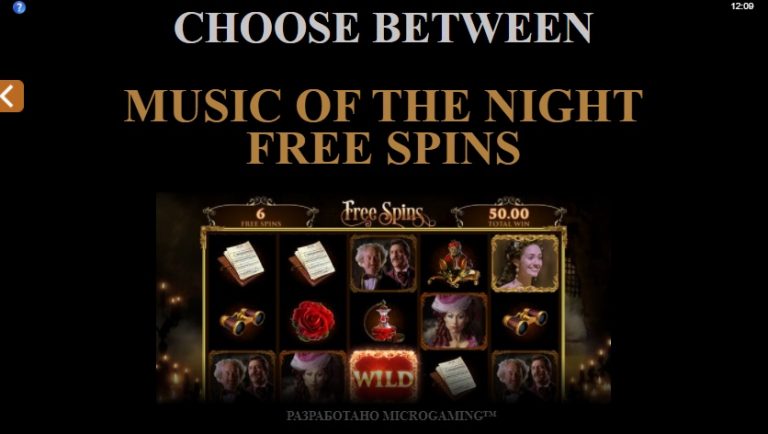 12:09
CHOOSE BETWEEN
MUSIC OF THE NIGHT
FREE SPINS
6
FREE SPINS
Free Spins
50.00
TOTAL WIN
WILD
РАЗРАБОТАНО MICROGAMING™